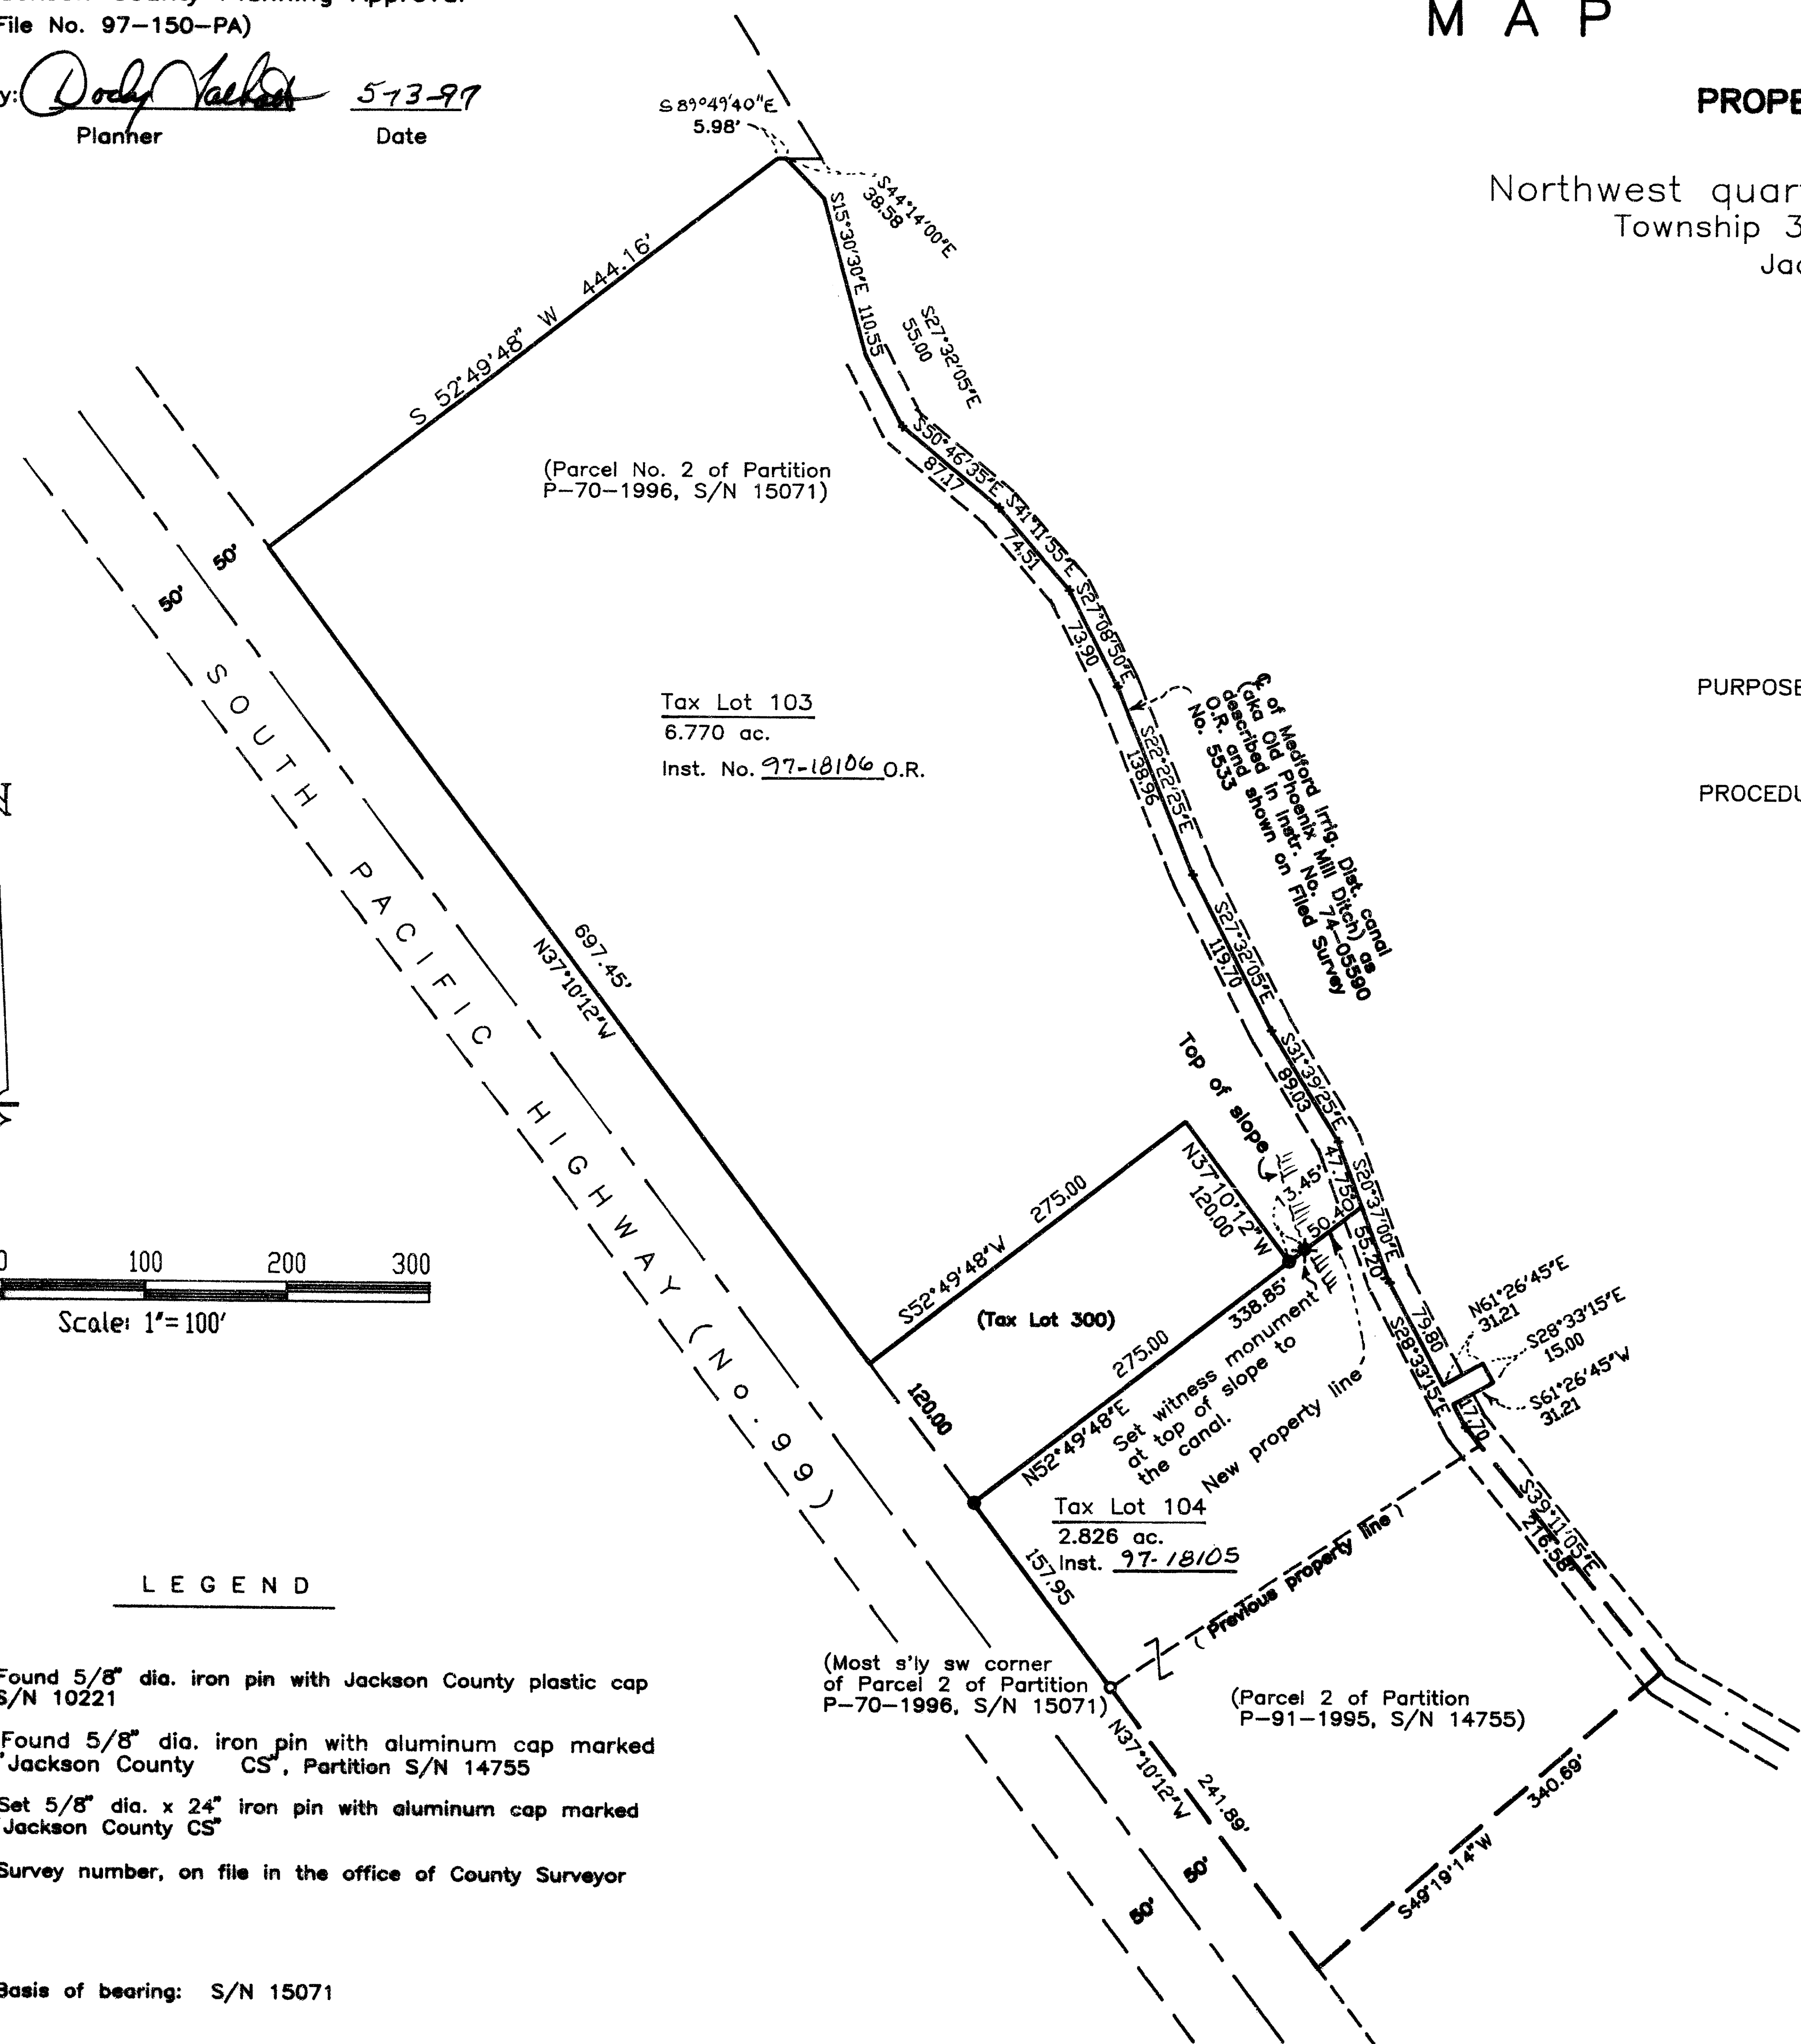 (File No. 97-150-PA)
M A P
5-13-97
Planner
Date
S89°49'40"E
5.98'
S44°14'00"E
38.58
Northwest
Township 3
S15°30'30"E 110.55
S27°32'05"E
55.00
S 52°49'48" W 444.16'
(Parcel No. 2 of Partition
P-70-1996, S/N 15071)
S50°46'35"E
87.17
S41°11'55"E
74.51
S27°08'50"E
73.90
50'
50'
SOUTH PACIFIC HIGHWAY (No. 99)
Tax Lot 103
6.770 ac.
Inst. No. 97-18106 O.R.
℄ of Medford Irrig. Dist. canal
(aka Old Phoenix Mill Ditch) as
described in Instr. No. 74-05590
O.R. and shown on Filed Survey
No. 5533
S22°22'25"E
138.96
S27°32'05"E
119.70
S31°39'25"E
89.03
697.45'
N37°10'12"W
Top of slope
13.45'
50.40'
47.75'
S20°37'00"E
55.20'
N37°10'12"W
120.00
S52°49'48"W 275.00
(Tax Lot 300)
338.85'
N52°49'48"E 275.00
120.00
Set witness monument
at top of slope to
the canal.
New property line
79.80
S28°33'15"E
N61°26'45"E
31.21
S28°33'15"E
15.00
S61°26'45"W
31.21
17.70
S39°11'05"E
216.58'
100 200 300
Scale: 1"=100'
Tax Lot 104
2.826 ac.
Inst. 97-18105
157.95
(Previous property line)
(Most s'ly sw corner
of Parcel 2 of Partition
P-70-1996, S/N 15071)
(Parcel 2 of Partition
P-91-1995, S/N 14755)
N37°10'12"W 241.89'
50'
50'
S49°19'14"W 340.69'
LEGEND
Found 5/8" dia. iron pin with Jackson County plastic cap
S/N 10221
Found 5/8" dia. iron pin with aluminum cap marked
"Jackson County CS", Partition S/N 14755
Set 5/8" dia. x 24" iron pin with aluminum cap marked
"Jackson County CS"
Survey number, on file in the office of County Surveyor
Basis of bearing: S/N 15071
PURPOSE